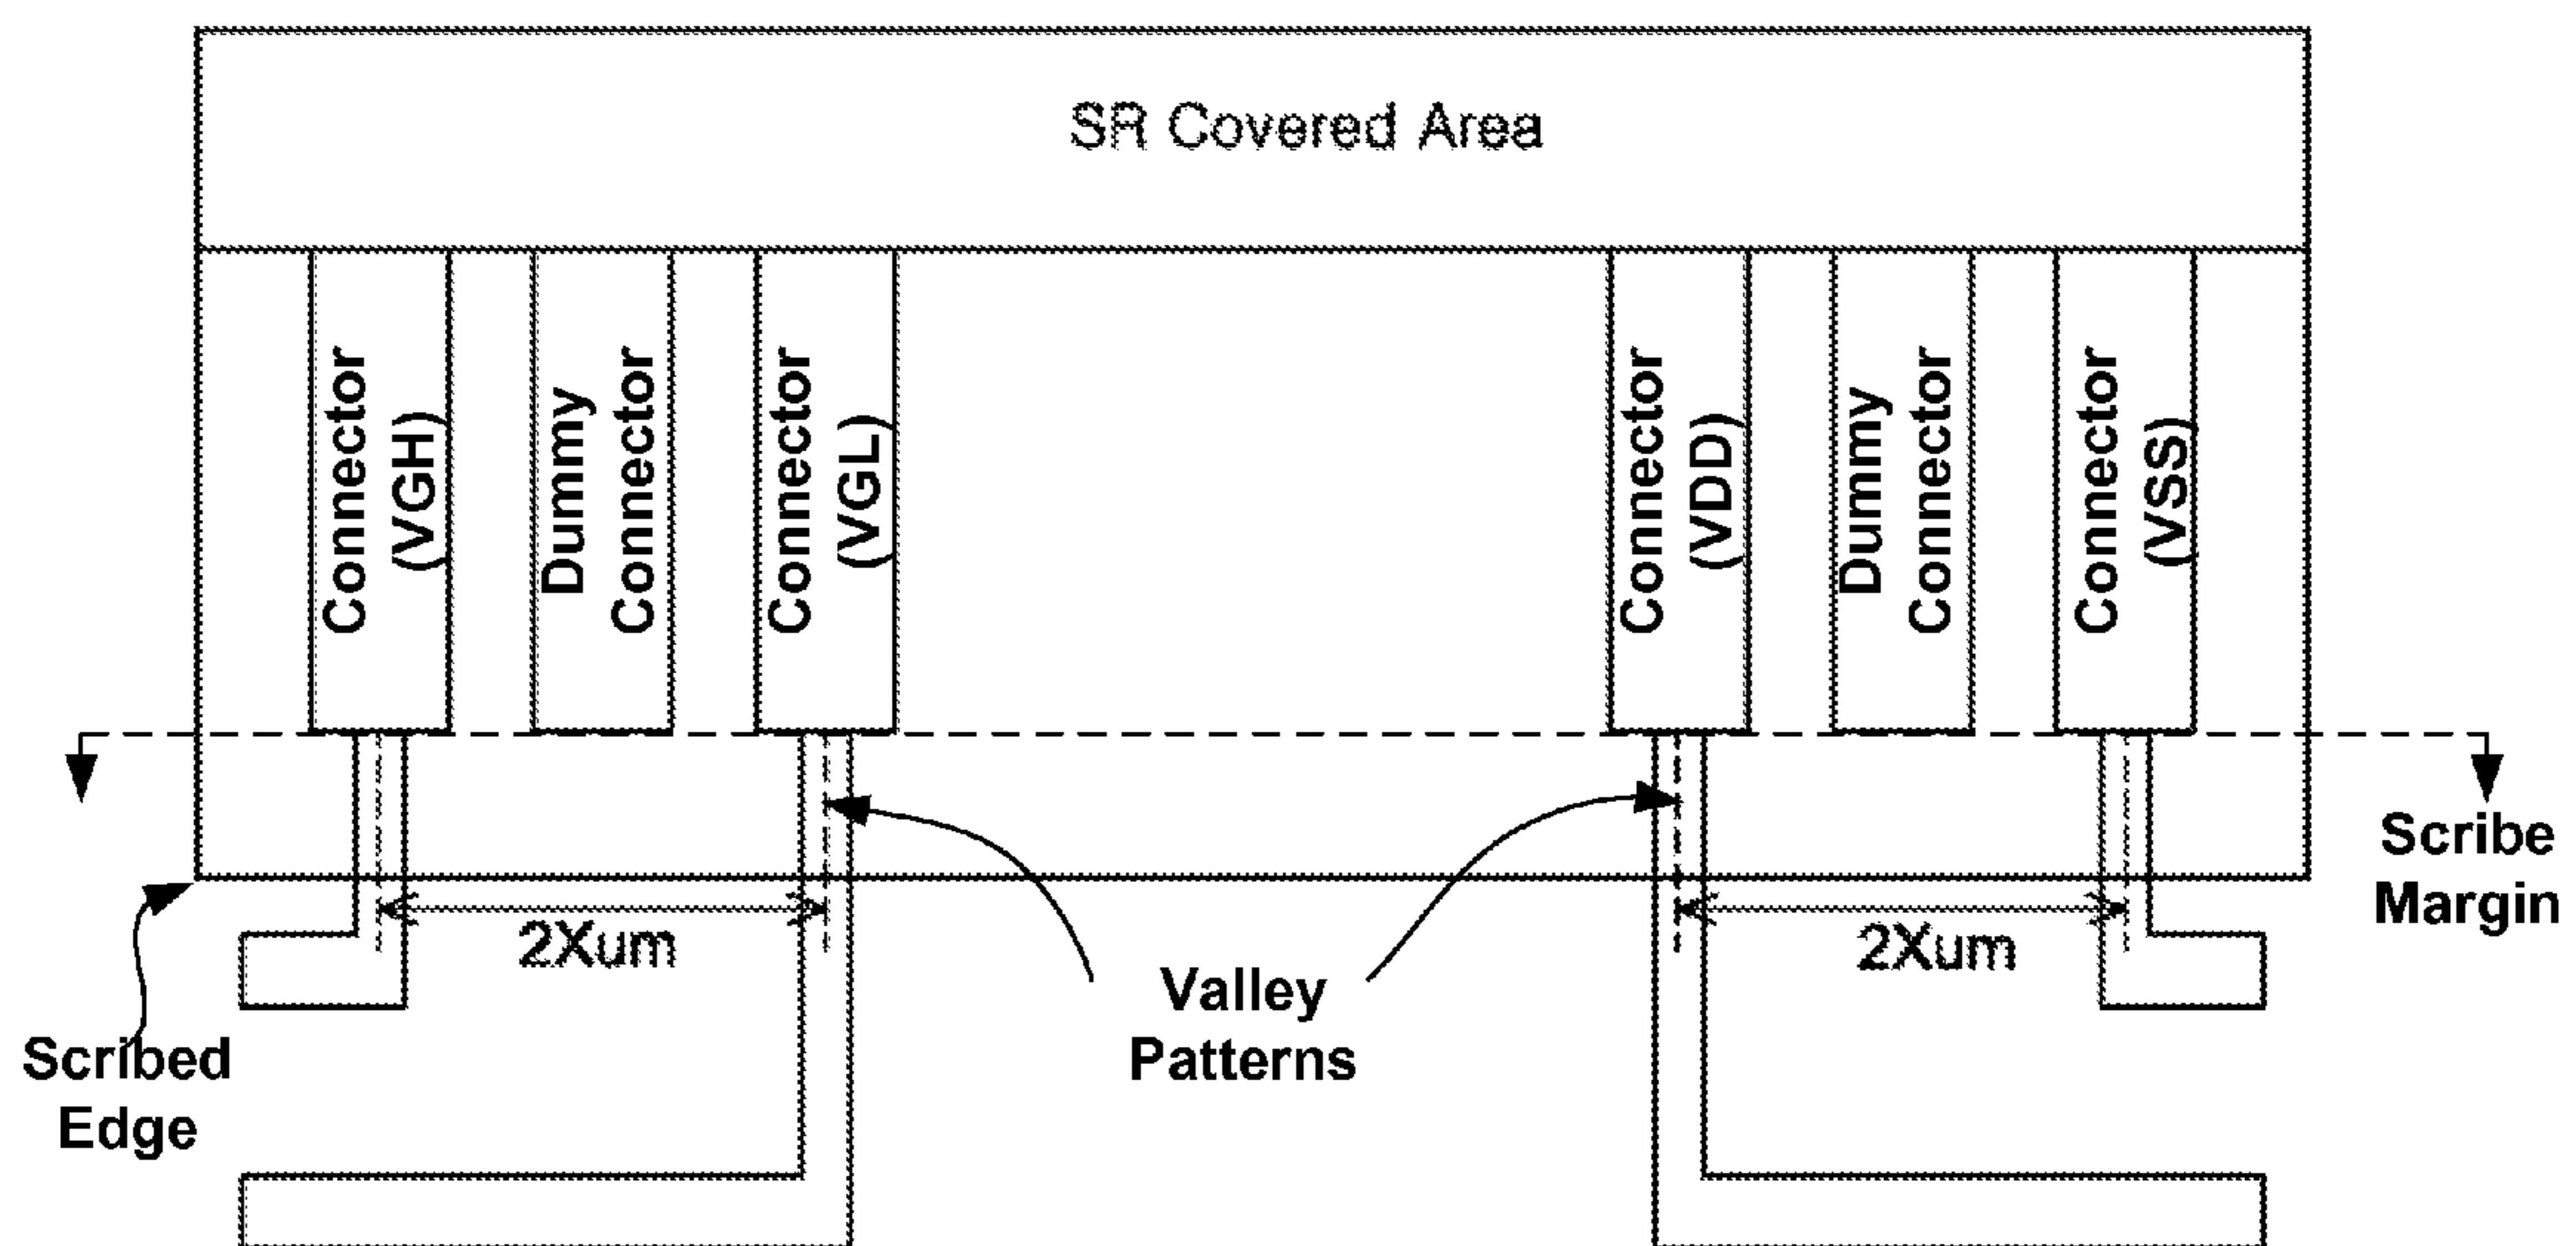 SR Covered Area
Connector
(VGH)
Dummy
Connector
Connector
(VGL)
Connector
(VDD)
Dummy
Connector
Connector
(VSS)
Scribe
Margin
2Xum
2Xum
Valley
Patterns
Scribed
Edge